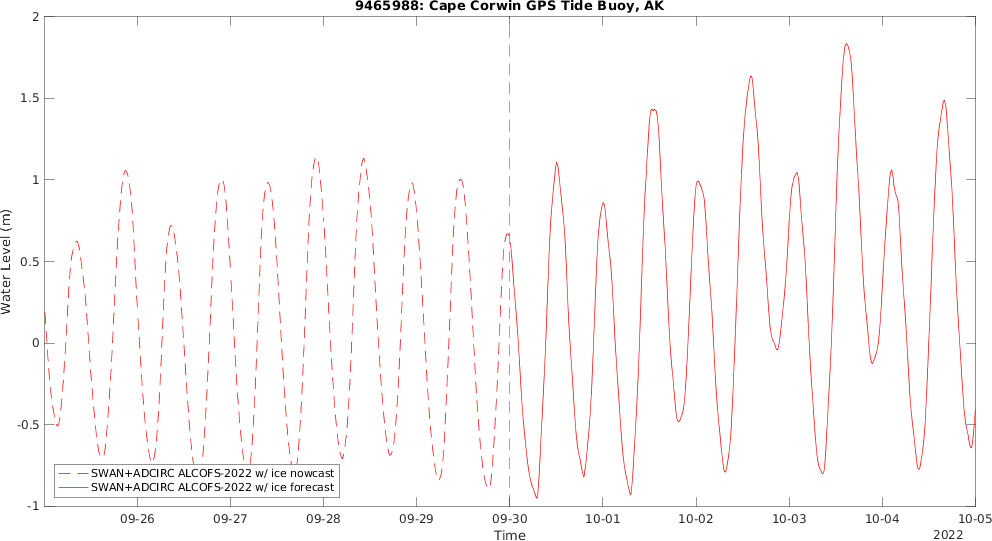 9465988: Cape Corwin GPS Tide Buoy, AK
2
1.5
1
0.5
0
-0.5
-1
Water Level (m)
SWAN+ADCIRC ALCOFS-2022 w/ ice nowcast
SWAN+ADCIRC ALCOFS-2022 w/ ice forecast
09-26 09-27 09-28 09-29 09-30 10-01 10-02 10-03 10-04 10-05
Time
2022